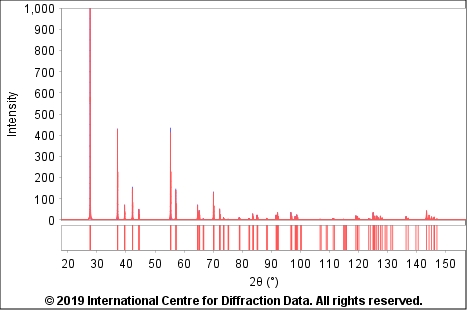 1,000
900
800
700
600
500
400
300
200
100
0
Intensity
20 30 40 50 60 70 80 90 100 110 120 130 140 150
2θ (°)
© 2019 International Centre for Diffraction Data. All rights reserved.